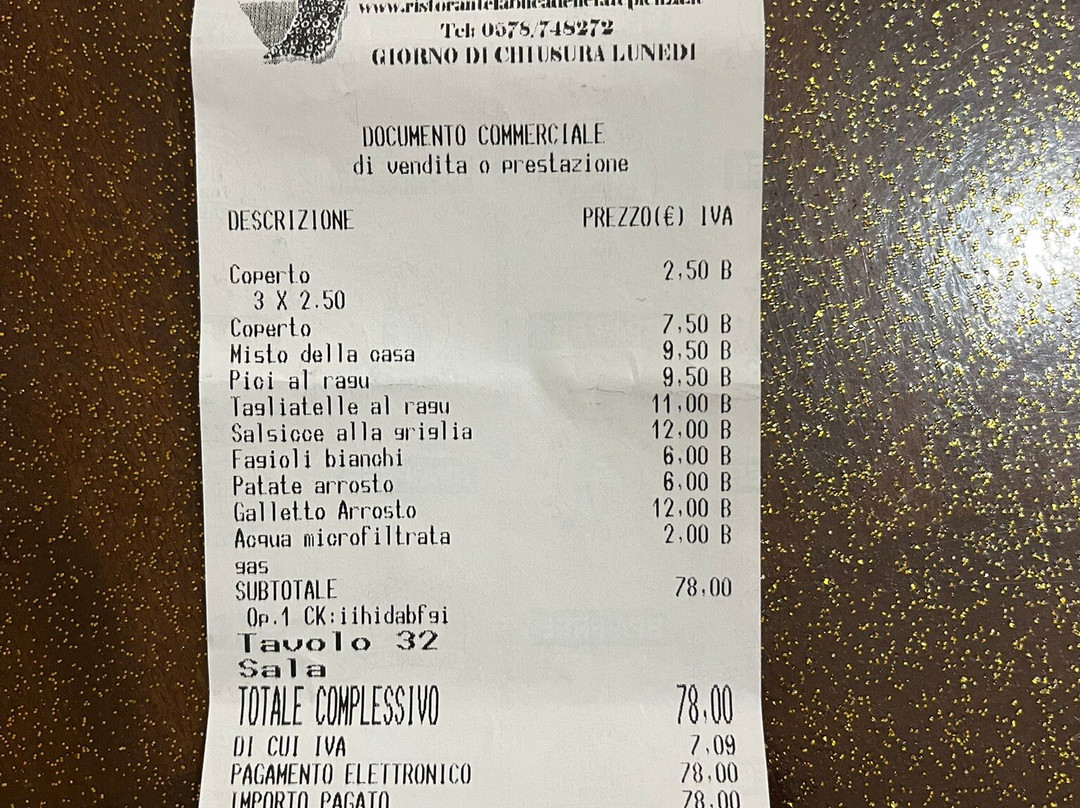 Tel: 0578/748272
GIORNO DI CHIUSURA LUNEDI
DOCUMENTO COMMERCIALE
di vendita o prestazione
DESCRIZIONE PREZZO(€) IVA
Coperto 2,50 B
3 X 2.50
Coperto 7,50 B
Misto della casa 9,50 B
Pici al ragu 9,50 B
Tagliatelle al ragu 11,00 B
Salsicce alla griglia 12,00 B
Fagioli bianchi 6,00 B
Patate arrosto 6,00 B
Galletto Arrosto 12,00 B
Acqua microfiltrata 2,00 B
gas
SUBTOTALE 78,00
Op.1 CK:iihidabfgi
Tavolo 32
Sala
TOTALE COMPLESSIVO 78,00
DI CUI IVA 7,09
PAGAMENTO ELETTRONICO 78,00
IMPORTO PAGATO 78,00